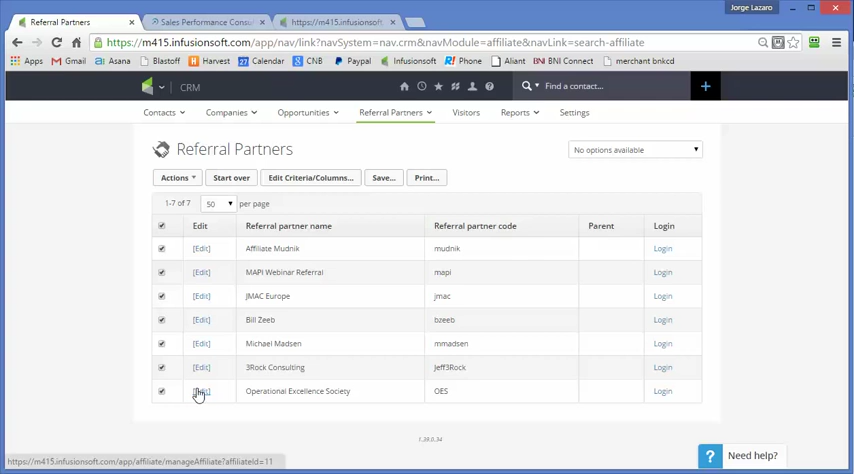 Jorge Lazaro
Referral Partners
Sales Performance Consu
https://m415.infusionsoft.com
https://m415.infusionsoft.com/app/nav/link?navSystem=nav.crm&navModule=affiliate&navLink=search-affiliate
Apps Gmail Asana Blastoff Harvest Calendar CNB Paypal Infusionsoft Phone Aliant BNI Connect merchant bnkcd
CRM
Find a contact...
Contacts Companies Opportunities Referral Partners Visitors Reports Settings
Referral Partners
No options available
Actions Start over Edit Criteria/Columns... Save... Print...
1-7 of 7 50 per page
Edit Referral partner name Referral partner code Parent Login
[Edit] Affiliate Mudnik mudnik Login
[Edit] MAPI Webinar Referral mapi Login
[Edit] JMAC Europe jmac Login
[Edit] Bill Zeeb bzeeb Login
[Edit] Michael Madsen mmadsen Login
[Edit] 3Rock Consulting Jeff3Rock Login
[Edit] Operational Excellence Society OES Login
1.39.0.34
https://m415.infusionsoft.com/app/affiliate/manageAffiliate?affiliateId=11
? Need help?